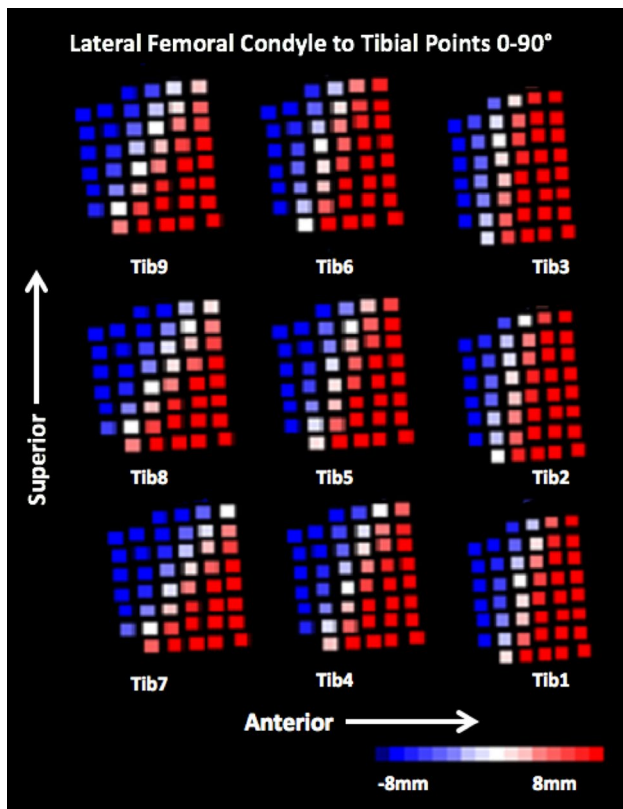 Lateral Femoral Condyle to Tibial Points 0-90°
Tib9 Tib6 Tib3
Superior
Tib8 Tib5 Tib2
Tib7 Tib4 Tib1
Anterior
-8mm 8mm